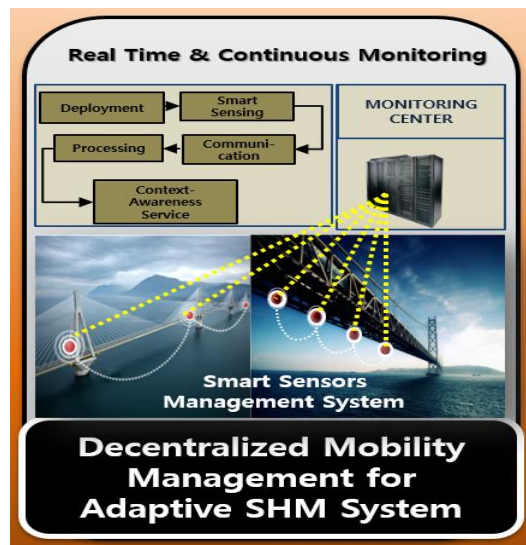 Real Time & Continuous Monitoring
Deployment
Smart
Sensing
Processing
Communi-
cation
Context-
Awareness
Service
MONITORING
CENTER
Smart Sensors
Management System
Decentralized Mobility
Management for
Adaptive SHM System